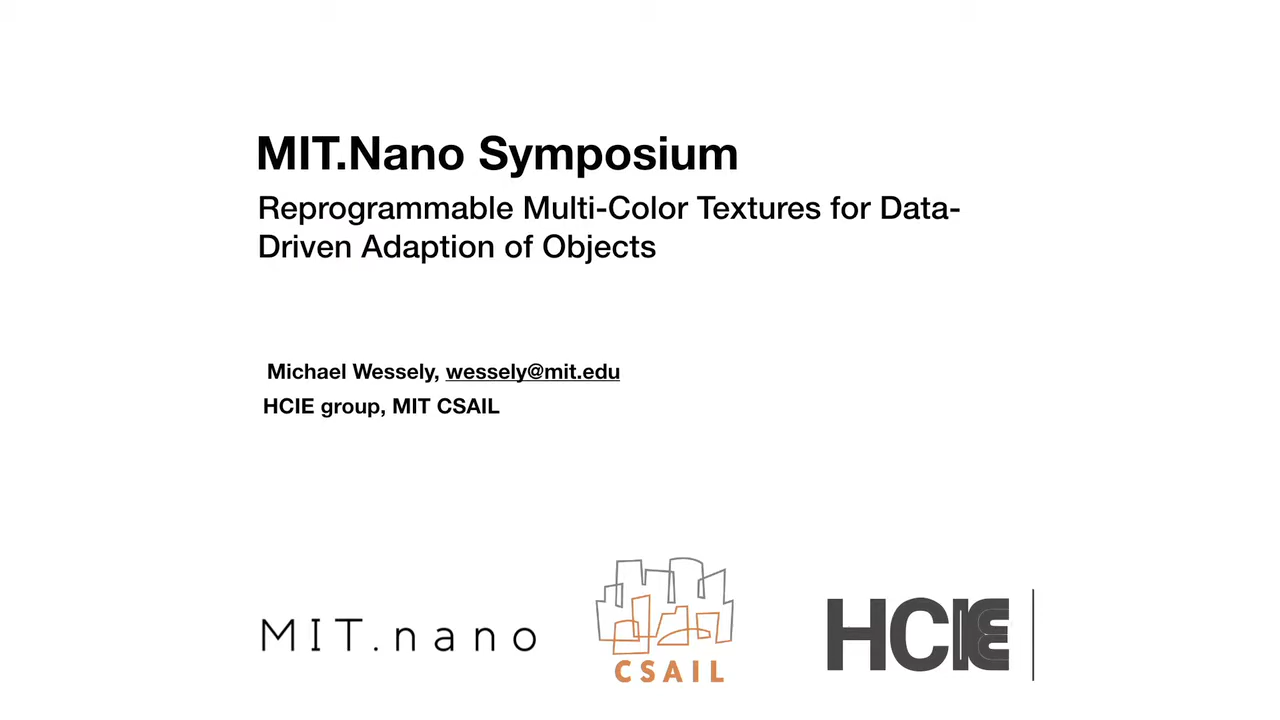 MIT.Nano Symposium
Reprogrammable Multi-Color Textures for Data-
Driven Adaption of Objects
Michael Wessely, wessely@mit.edu
HCIE group, MIT CSAIL
MIT.nano
CSAIL
HCIE